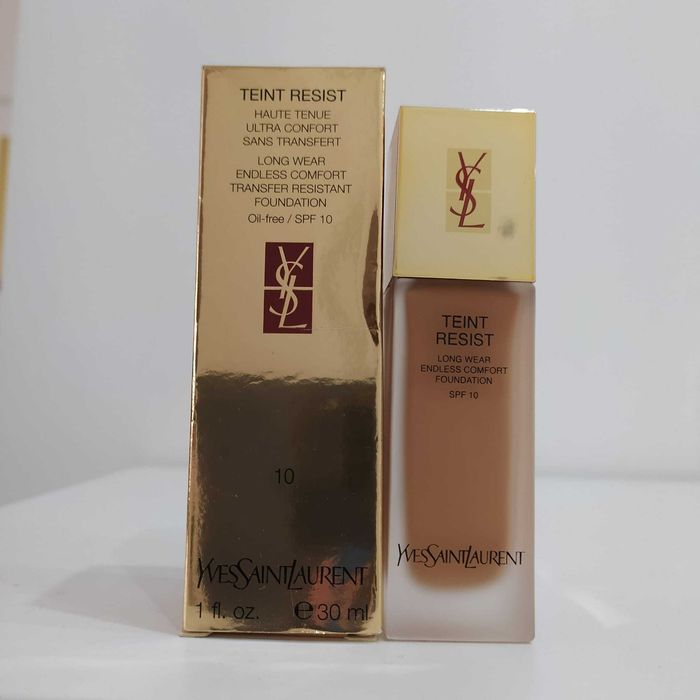 TEINT RESIST
HAUTE TENUE
ULTRA CONFORT
SANS TRANSFERT
LONG WEAR
ENDLESS COMFORT
TRANSFER RESISTANT
FOUNDATION
Oil-free / SPF 10
YSL
10
YVESSAINTLAURENT
1 fl. oz. ℮30 ml
YSL
TEINT
RESIST
LONG WEAR
ENDLESS COMFORT
FOUNDATION
SPF 10
YVESSAINTLAURENT